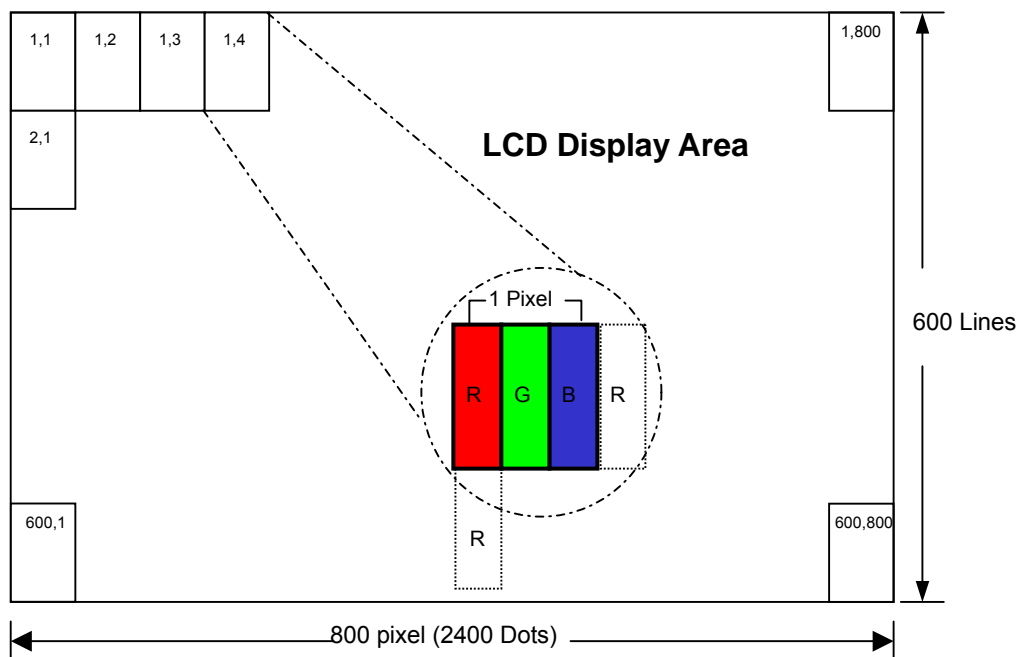 1,1 1,2 1,3 1,4 1,800
2,1
LCD Display Area
1 Pixel
600 Lines
R G B R
600,1 600,800
R
800 pixel (2400 Dots)